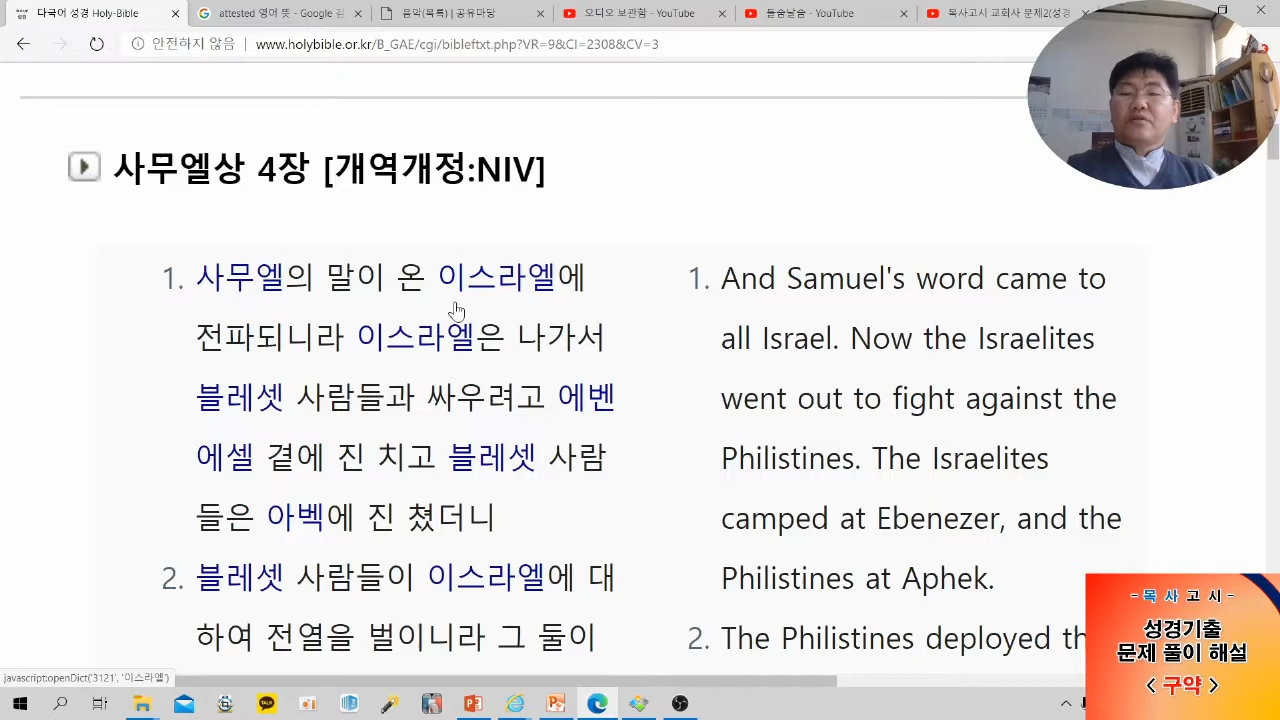 다국어 성경 Holy-Bible
attested 영어 뜻 - Google 검
음악(목록) | 공유마당
오디오 보관함 - YouTube
돌숨날숨 - YouTube
목사고시 교회사 문제2(성경
안전하지 않음
www.holybible.or.kr/B_GAE/cgi/bibleftxt.php?VR=9&CI=2308&CV=3
사무엘상 4장 [개역개정:NIV]
1. 사무엘의 말이 온 이스라엘에
전파되니라 이스라엘은 나가서
블레셋 사람들과 싸우려고 에벤
에셀 곁에 진 치고 블레셋 사람
들은 아벡에 진 쳤더니
2. 블레셋 사람들이 이스라엘에 대
하여 전열을 벌이니라 그 둘이
1. And Samuel's word came to
all Israel. Now the Israelites
went out to fight against the
Philistines. The Israelites
camped at Ebenezer, and the
Philistines at Aphek.
2. The Philistines deployed th
- 목 사 고 시 -
성경기출
문제 풀이 해설
< 구약 >
javascript:openDict('3121', '이스라엘')
TALK